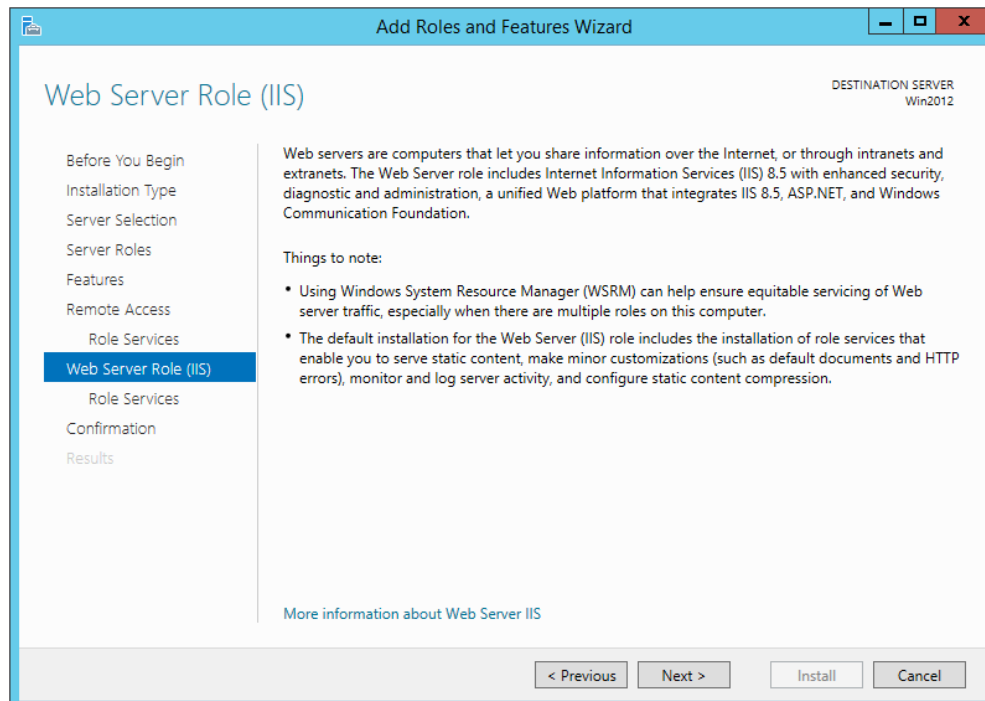 Add Roles and Features Wizard
Web Server Role (IIS)
DESTINATION SERVER
Win2012
Before You Begin
Installation Type
Server Selection
Server Roles
Features
Remote Access
Role Services
Web Server Role (IIS)
Role Services
Confirmation
Results
Web servers are computers that let you share information over the Internet, or through intranets and
extranets. The Web Server role includes Internet Information Services (IIS) 8.5 with enhanced security,
diagnostic and administration, a unified Web platform that integrates IIS 8.5, ASP.NET, and Windows
Communication Foundation.
Things to note:
• Using Windows System Resource Manager (WSRM) can help ensure equitable servicing of Web
server traffic, especially when there are multiple roles on this computer.
• The default installation for the Web Server (IIS) role includes the installation of role services that
enable you to serve static content, make minor customizations (such as default documents and HTTP
errors), monitor and log server activity, and configure static content compression.
More information about Web Server IIS
< Previous
Next >
Install
Cancel